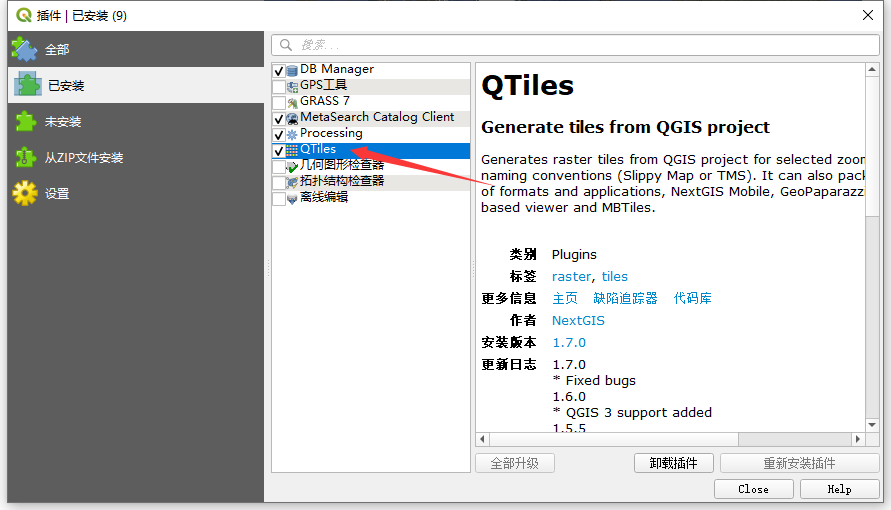 插件 | 已安装 (9)
全部
已安装
未安装
从ZIP文件安装
设置
搜索...
DB Manager
GPS工具
GRASS 7
MetaSearch Catalog Client
Processing
QTiles
几何图形检查器
拓扑结构检查器
离线编辑
QTiles
Generate tiles from QGIS project
Generates raster tiles from QGIS project for selected zoom
naming conventions (Slippy Map or TMS). It can also pack
of formats and applications, NextGIS Mobile, GeoPaparazzi
based viewer and MBTiles.
类别 Plugins
标签 raster, tiles
更多信息 主页 缺陷追踪器 代码库
作者 NextGIS
安装版本 1.7.0
更新日志 1.7.0
* Fixed bugs
1.6.0
* QGIS 3 support added
1.5.5
全部升级 卸载插件 重新安装插件
Close Help